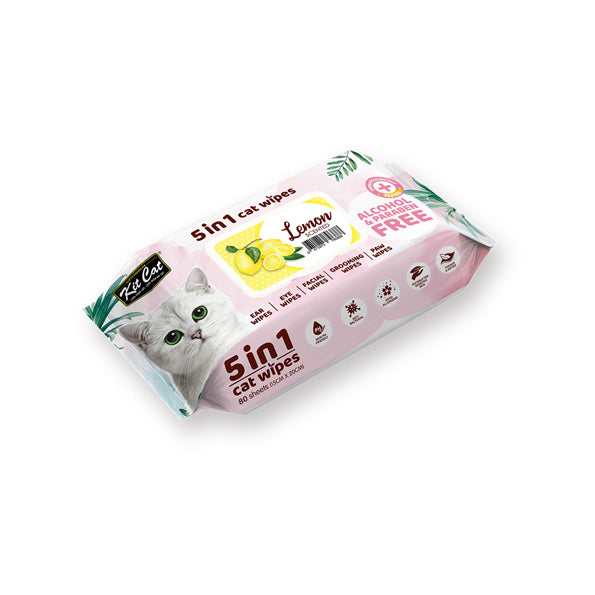 5 in 1 cat wipes
Lemon
SCENTED
ALCOHOL
& PARABEN
FREE
EAR
WIPES
EYE
WIPES
FACIAL
WIPES
GROOMING
WIPES
PAW
WIPES
Kit Cat
5 in 1
cat wipes
80 sheets (15CM X 20CM)